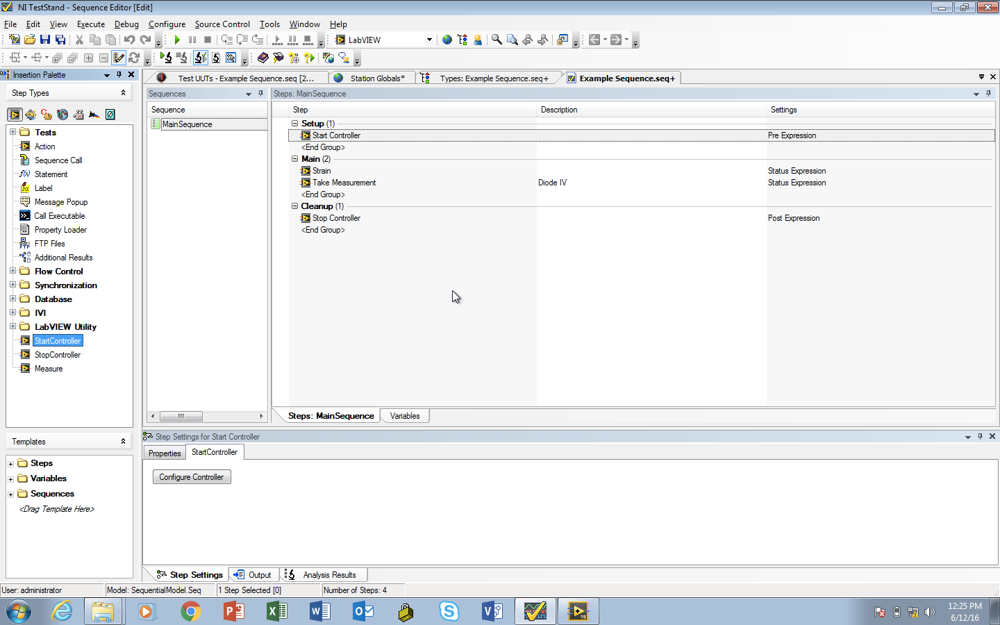 NI TestStand - Sequence Editor [Edit]
File Edit View Execute Debug Configure Source Control Tools Window Help
LabVIEW
Insertion Palette
Step Types
Tests
Action
Sequence Call
Statement
Label
Message Popup
Call Executable
Property Loader
FTP Files
Additional Results
Flow Control
Synchronization
Database
IVI
LabVIEW Utility
StartController
StopController
Measure
Templates
Steps
Variables
Sequences
<Drag Template Here>
Test UUTs - Example Sequence.seq [2... Station Globals* Types: Example Sequence.seq+ Example Sequence.seq+
Sequences
Sequence
MainSequence
Steps: MainSequence
Step Description Settings
Setup (1)
Start Controller Pre Expression
<End Group>
Main (2)
Strain Status Expression
Take Measurement Diode IV Status Expression
<End Group>
Cleanup (1)
Stop Controller Post Expression
<End Group>
Steps: MainSequence Variables
Step Settings for Start Controller
Properties StartController
Configure Controller
Step Settings Output Analysis Results
User: administrator Model: SequentialModel.Seq 1 Step Selected [0] Number of Steps: 4
12:25 PM
6/12/16